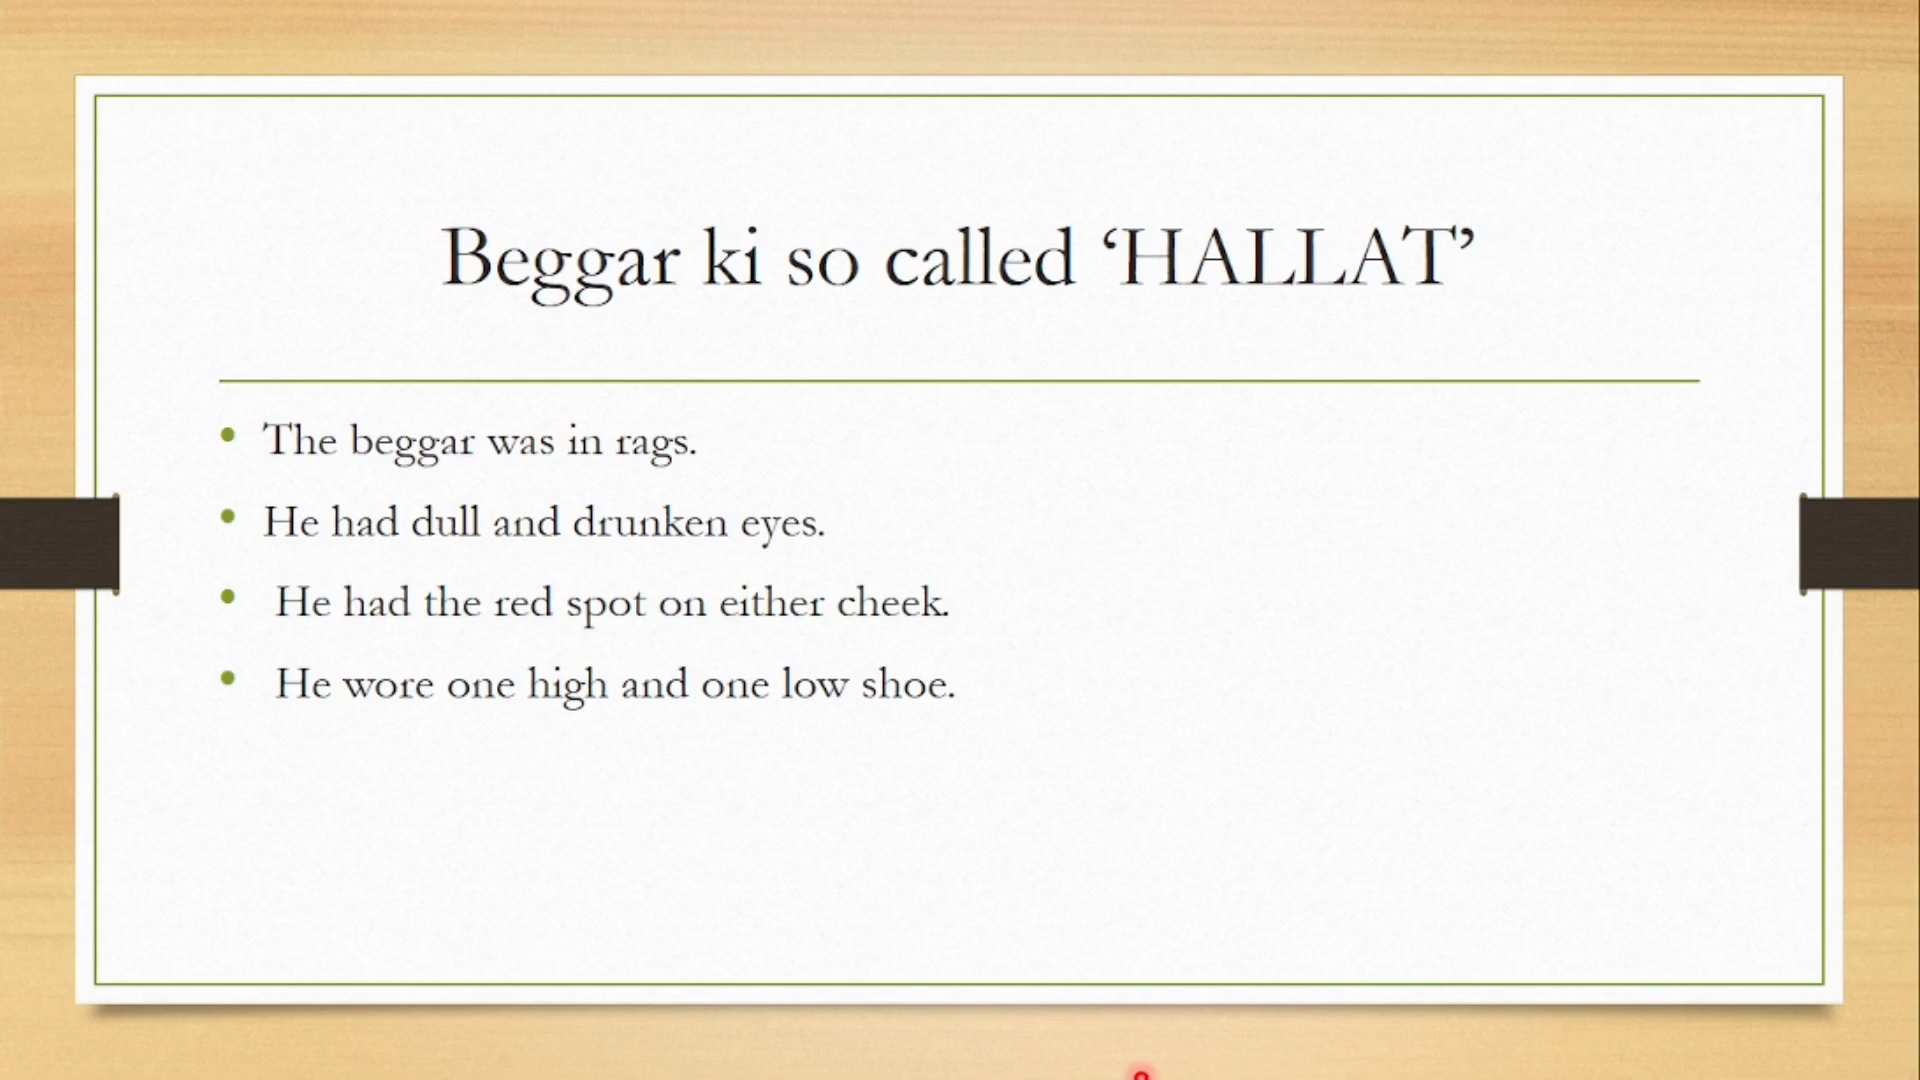 Beggar ki so called ‘HALLAT’
• The beggar was in rags.
• He had dull and drunken eyes.
• He had the red spot on either cheek.
• He wore one high and one low shoe.